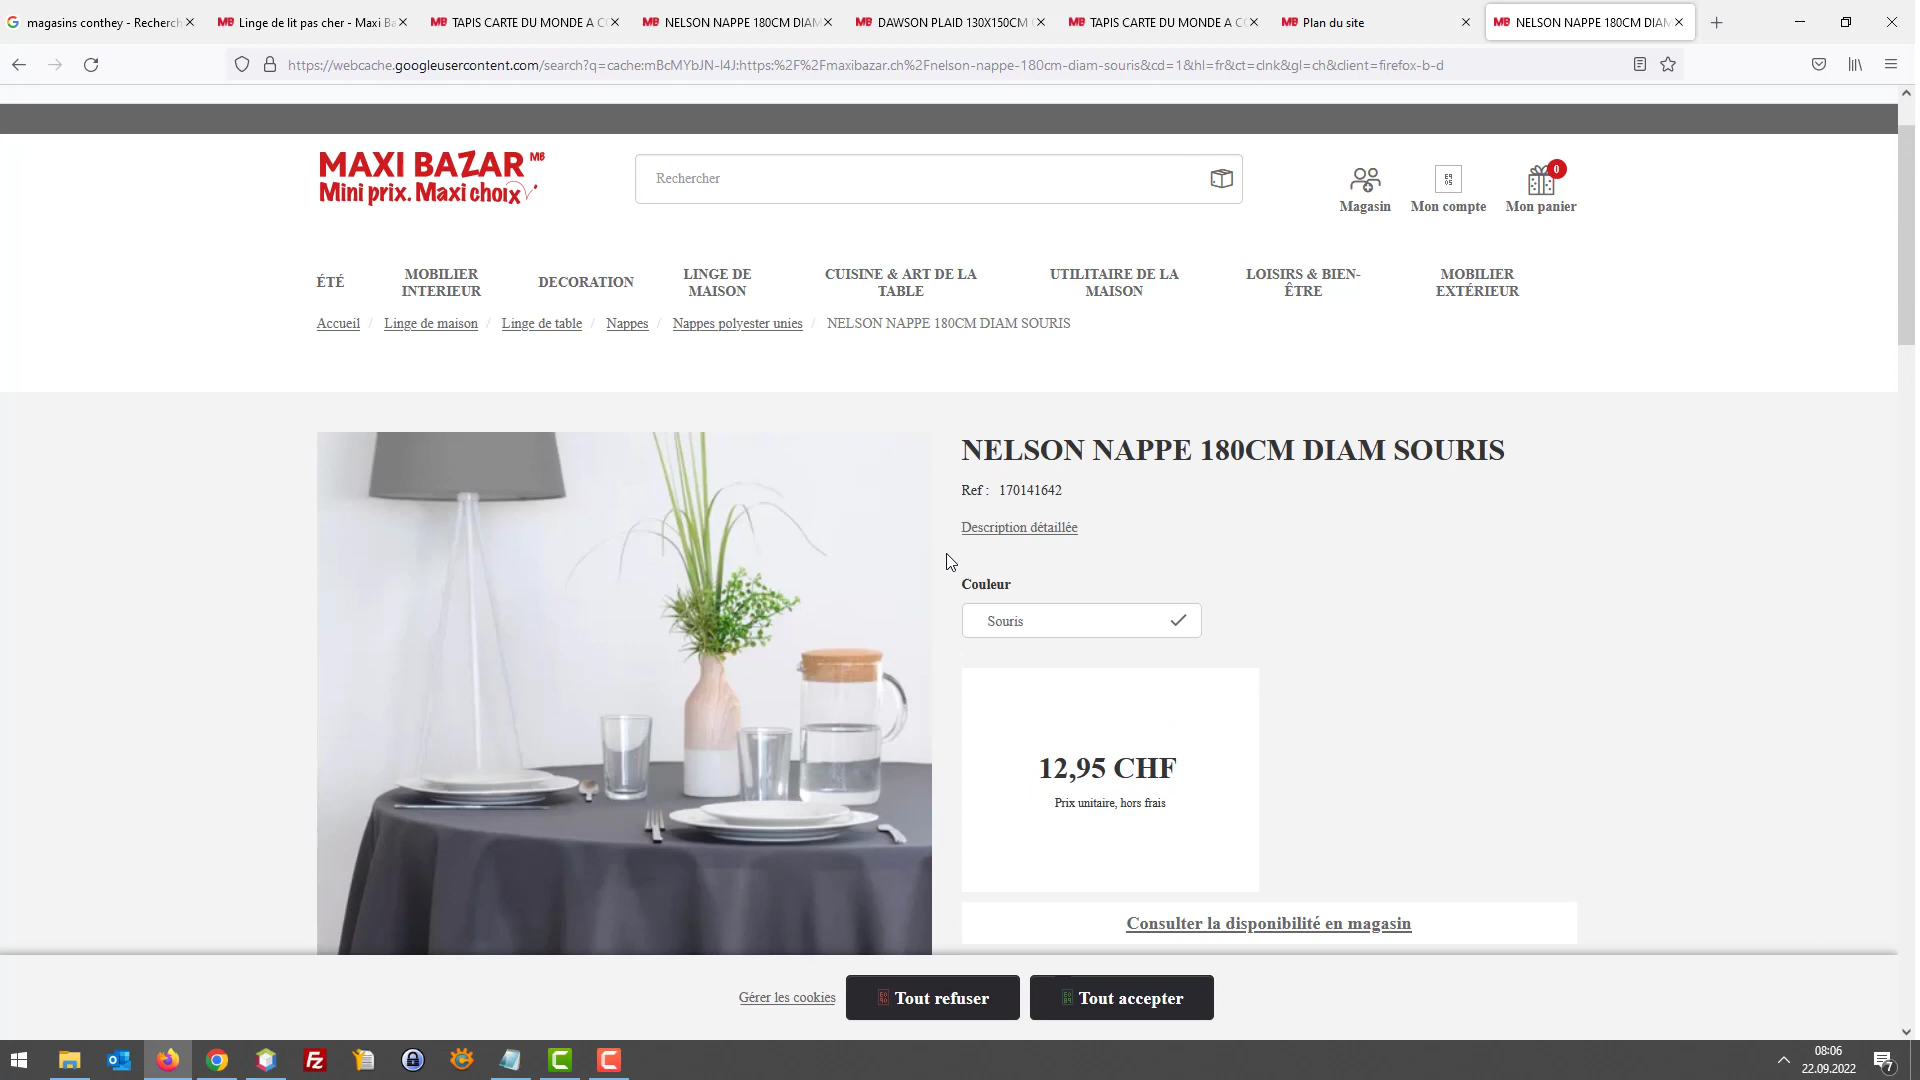 magasins conthey - Recherch
Linge de lit pas cher - Maxi Ba
TAPIS CARTE DU MONDE A CO
NELSON NAPPE 180CM DIAM
DAWSON PLAID 130X150CM
TAPIS CARTE DU MONDE A CO
Plan du site
NELSON NAPPE 180CM DIAM
https://webcache.googleusercontent.com/search?q=cache:mBcMYbJN-l4J:https:%2F%2Fmaxibazar.ch%2Fnelson-nappe-180cm-diam-souris&cd=1&hl=fr&ct=clnk&gl=ch&client=firefox-b-d
MAXI BAZAR MB
Mini prix. Maxi choix
Rechercher
0
Magasin
Mon compte
Mon panier
ÉTÉ
MOBILIER INTERIEUR
DECORATION
LINGE DE MAISON
CUISINE & ART DE LA TABLE
UTILITAIRE DE LA MAISON
LOISIRS & BIEN-ÊTRE
MOBILIER EXTÉRIEUR
Accueil / Linge de maison / Linge de table / Nappes / Nappes polyester unies / NELSON NAPPE 180CM DIAM SOURIS
NELSON NAPPE 180CM DIAM SOURIS
Ref : 170141642
Description détaillée
Couleur
Souris
12,95 CHF
Prix unitaire, hors frais
Consulter la disponibilité en magasin
Gérer les cookies
Tout refuser
Tout accepter
08:06
22.09.2022
7